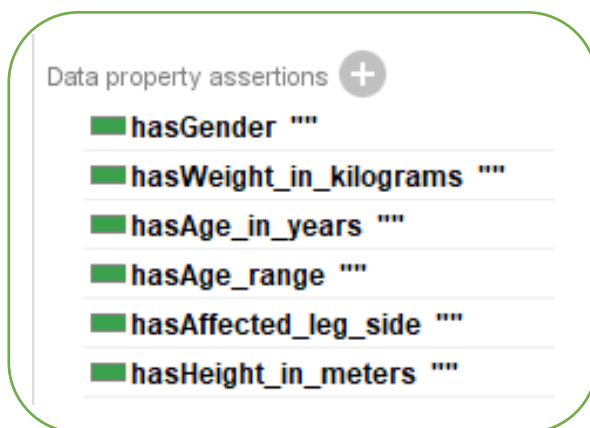 Data property assertions +
hasGender ""
hasWeight_in_kilograms ""
hasAge_in_years ""
hasAge_range ""
hasAffected_leg_side ""
hasHeight_in_meters ""